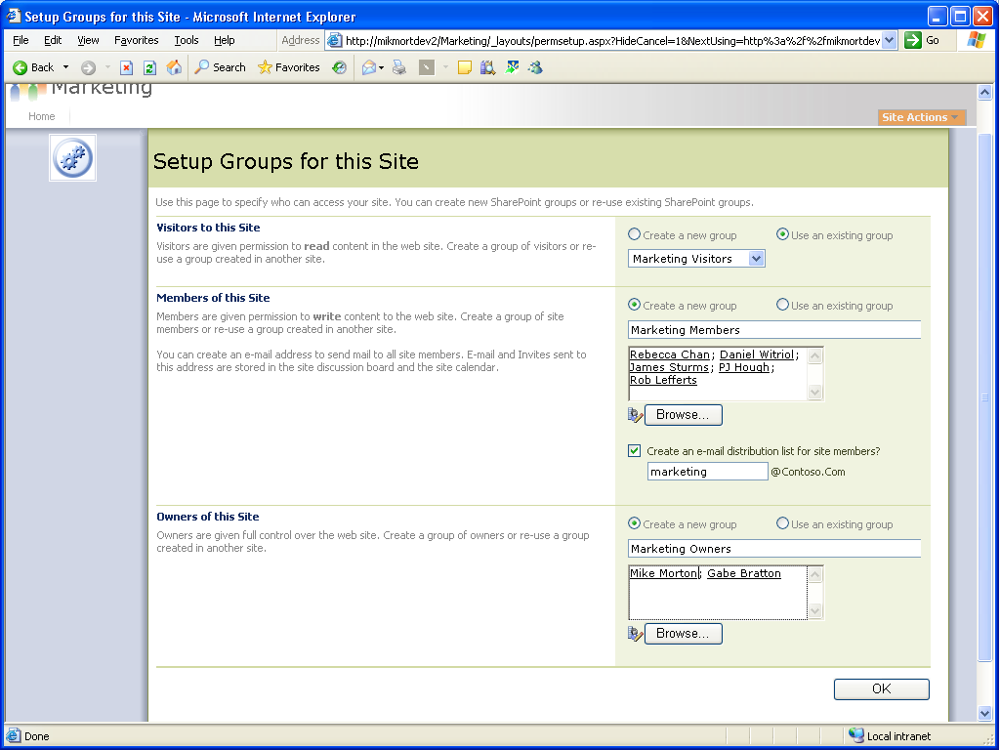 Setup Groups for this Site - Microsoft Internet Explorer
File Edit View Favorites Tools Help Address http://mikmortdev2/Marketing/_layouts/permsetup.aspx?HideCancel=1&NextUsing=http%3a%2f%2fmikmortdev Go
Back Search Favorites
Marketing
Home
Site Actions
Setup Groups for this Site
Use this page to specify who can access your site. You can create new SharePoint groups or re-use existing SharePoint groups.
Visitors to this Site
Visitors are given permission to read content in the web site. Create a group of visitors or re-
use a group created in another site.
Create a new group Use an existing group
Marketing Visitors
Members of this Site
Members are given permission to write content to the web site. Create a group of site
members or re-use a group created in another site.
You can create an e-mail address to send mail to all site members. E-mail and Invites sent to
this address are stored in the site discussion board and the site calendar.
Create a new group Use an existing group
Marketing Members
Rebecca Chan; Daniel Witriol;
James Sturms; PJ Hough;
Rob Lefferts
Browse...
Create an e-mail distribution list for site members?
marketing @Contoso.Com
Owners of this Site
Owners are given full control over the web site. Create a group of owners or re-use a group
created in another site.
Create a new group Use an existing group
Marketing Owners
Mike Morton; Gabe Bratton
Browse...
OK
Done Local intranet